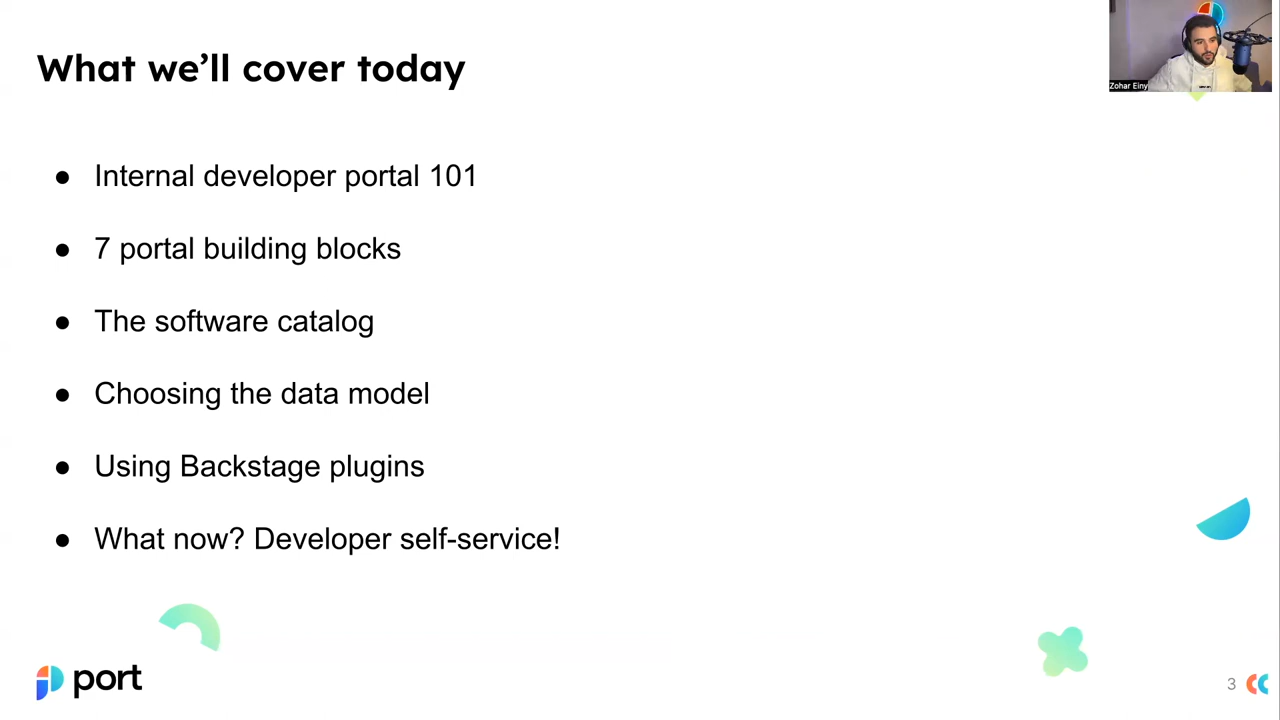 What we’ll cover today
Zohar Einy
● Internal developer portal 101
● 7 portal building blocks
● The software catalog
● Choosing the data model
● Using Backstage plugins
● What now? Developer self-service!
port
3